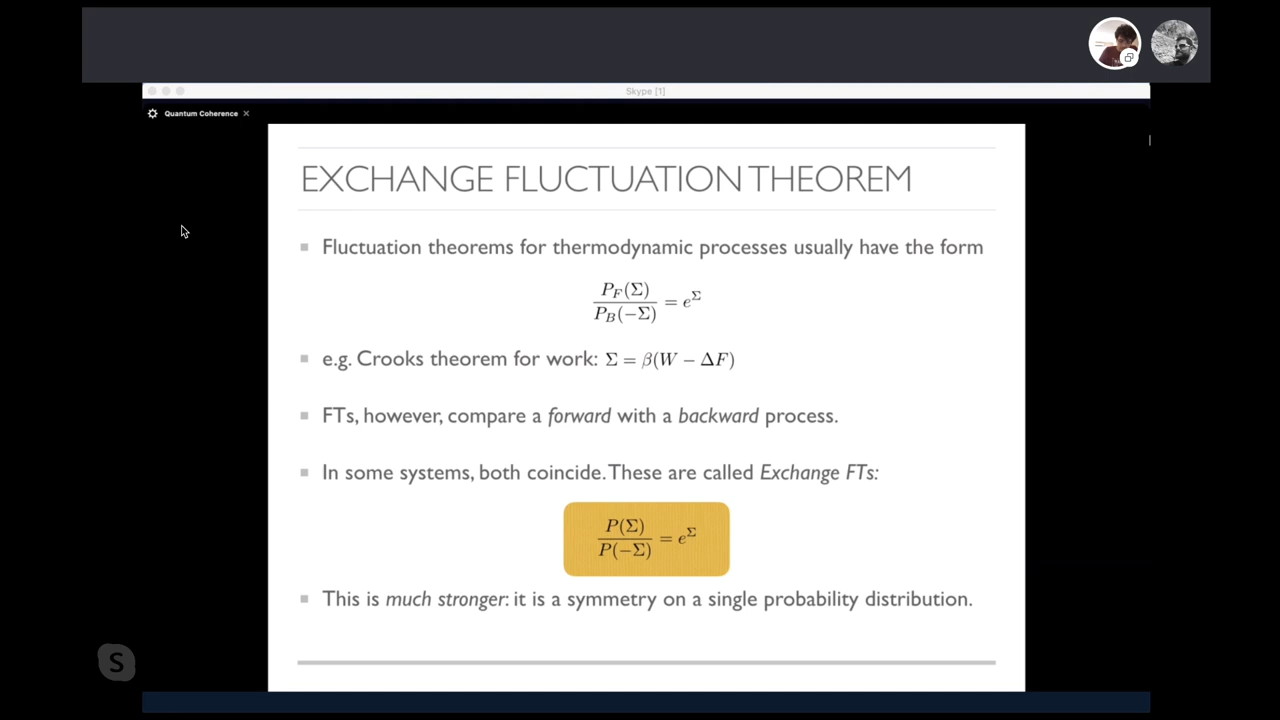 Skype [1]
Quantum Coherence ×
EXCHANGE FLUCTUATION THEOREM
Fluctuation theorems for thermodynamic processes usually have the form
P_F(Σ) / P_B(−Σ) = e^Σ
e.g. Crooks theorem for work: Σ = β(W − ΔF)
FTs, however, compare a forward with a backward process.
In some systems, both coincide. These are called Exchange FTs:
P(Σ) / P(−Σ) = e^Σ
This is much stronger: it is a symmetry on a single probability distribution.
S